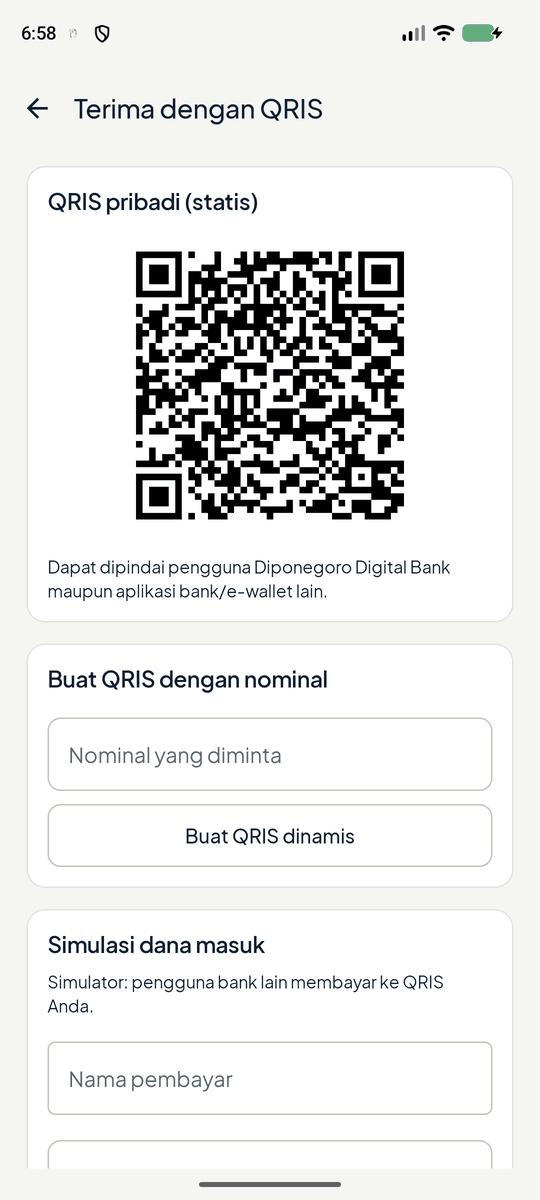 6:58
Terima dengan QRIS
QRIS pribadi (statis)
Dapat dipindai pengguna Diponegoro Digital Bank
maupun aplikasi bank/e-wallet lain.
Buat QRIS dengan nominal
Nominal yang diminta
Buat QRIS dinamis
Simulasi dana masuk
Simulator: pengguna bank lain membayar ke QRIS
Anda.
Nama pembayar